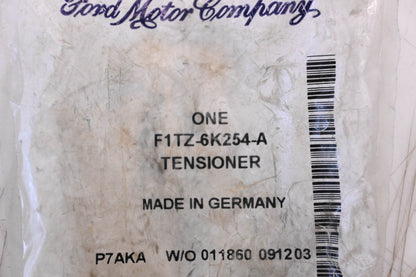 Ford Motor Company
ONE
F1TZ-6K254-A
TENSIONER
MADE IN GERMANY
P7AKA W/O 011860 091203